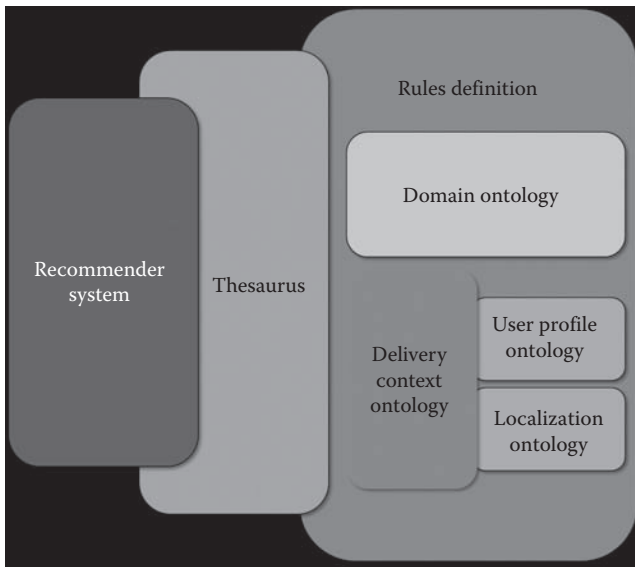 Rules definition
Domain ontology
Recommender
system
Thesaurus
Delivery
context
ontology
User profile
ontology
Localization
ontology